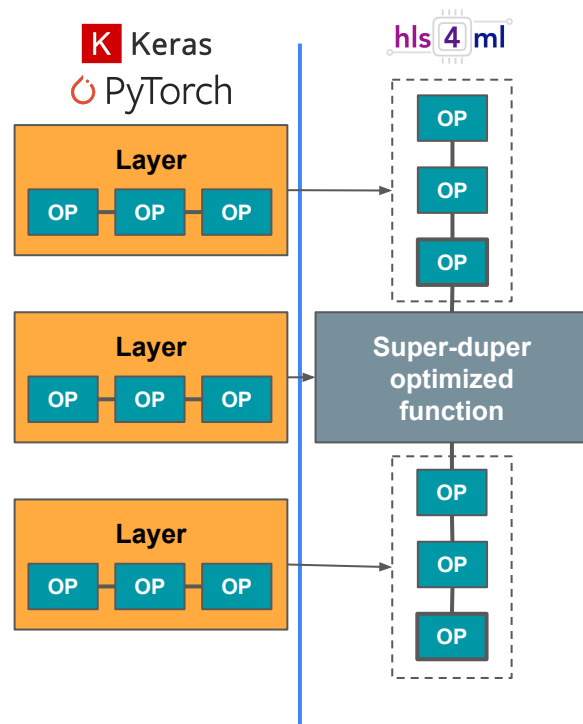 K Keras
PyTorch
Layer
OP OP OP
Layer
OP OP OP
Layer
OP OP OP
hls 4 ml
OP
OP
OP
Super-duper
optimized
function
OP
OP
OP